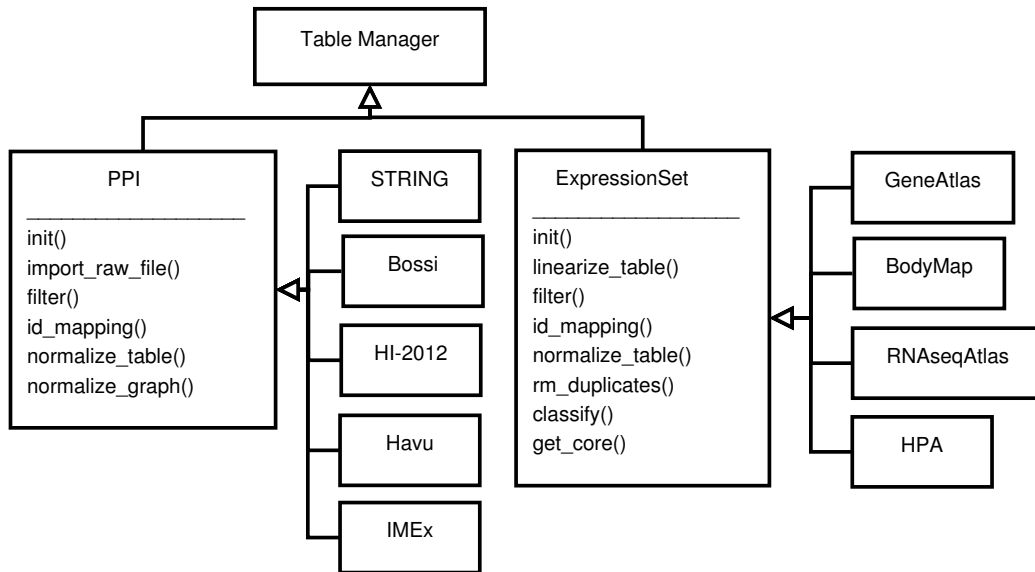 Table Manager
PPI
init()
import_raw_file()
filter()
id_mapping()
normalize_table()
normalize_graph()
STRING
Bossi
HI-2012
Havu
IMEx
ExpressionSet
init()
linearize_table()
filter()
id_mapping()
normalize_table()
rm_duplicates()
classify()
get_core()
GeneAtlas
BodyMap
RNAseqAtlas
HPA